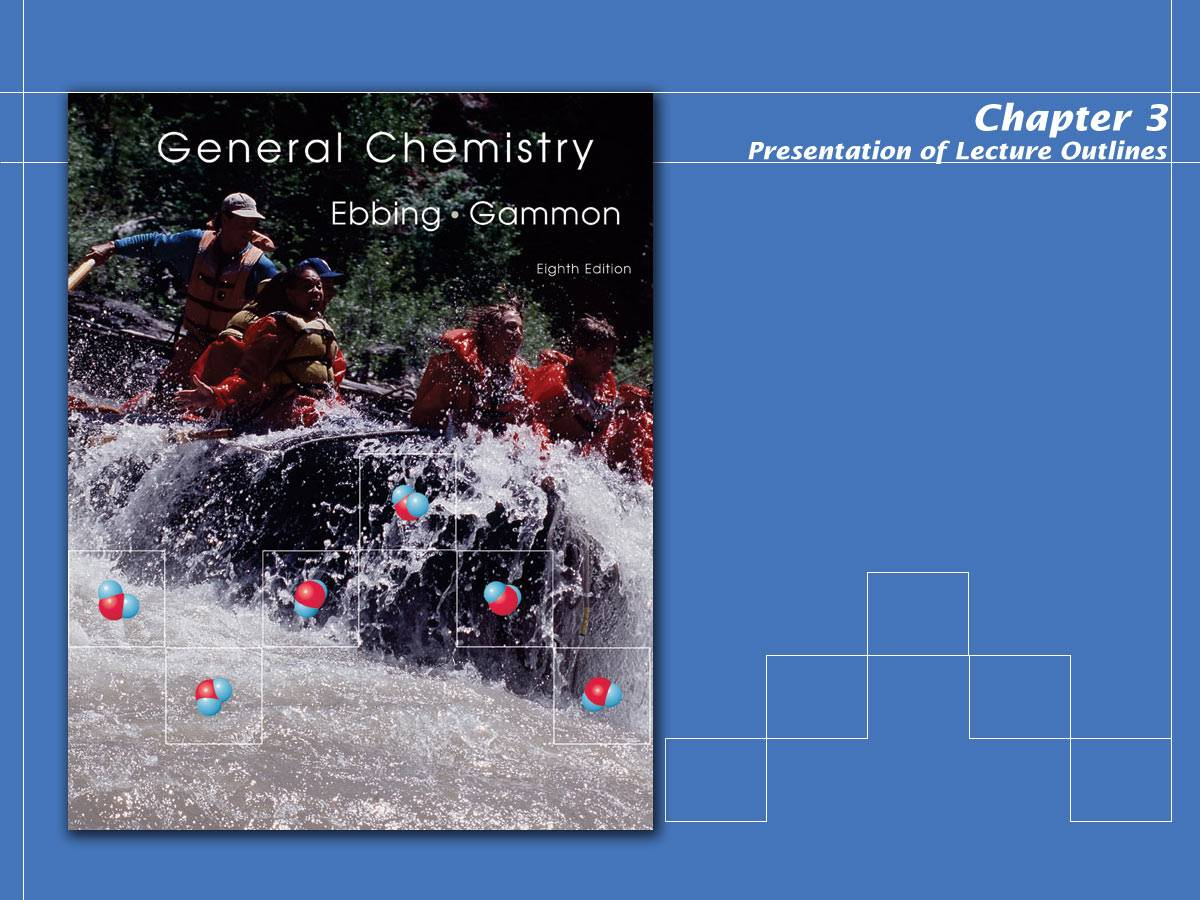 General Chemistry
Ebbing • Gammon
Eighth Edition
Chapter 3
Presentation of Lecture Outlines